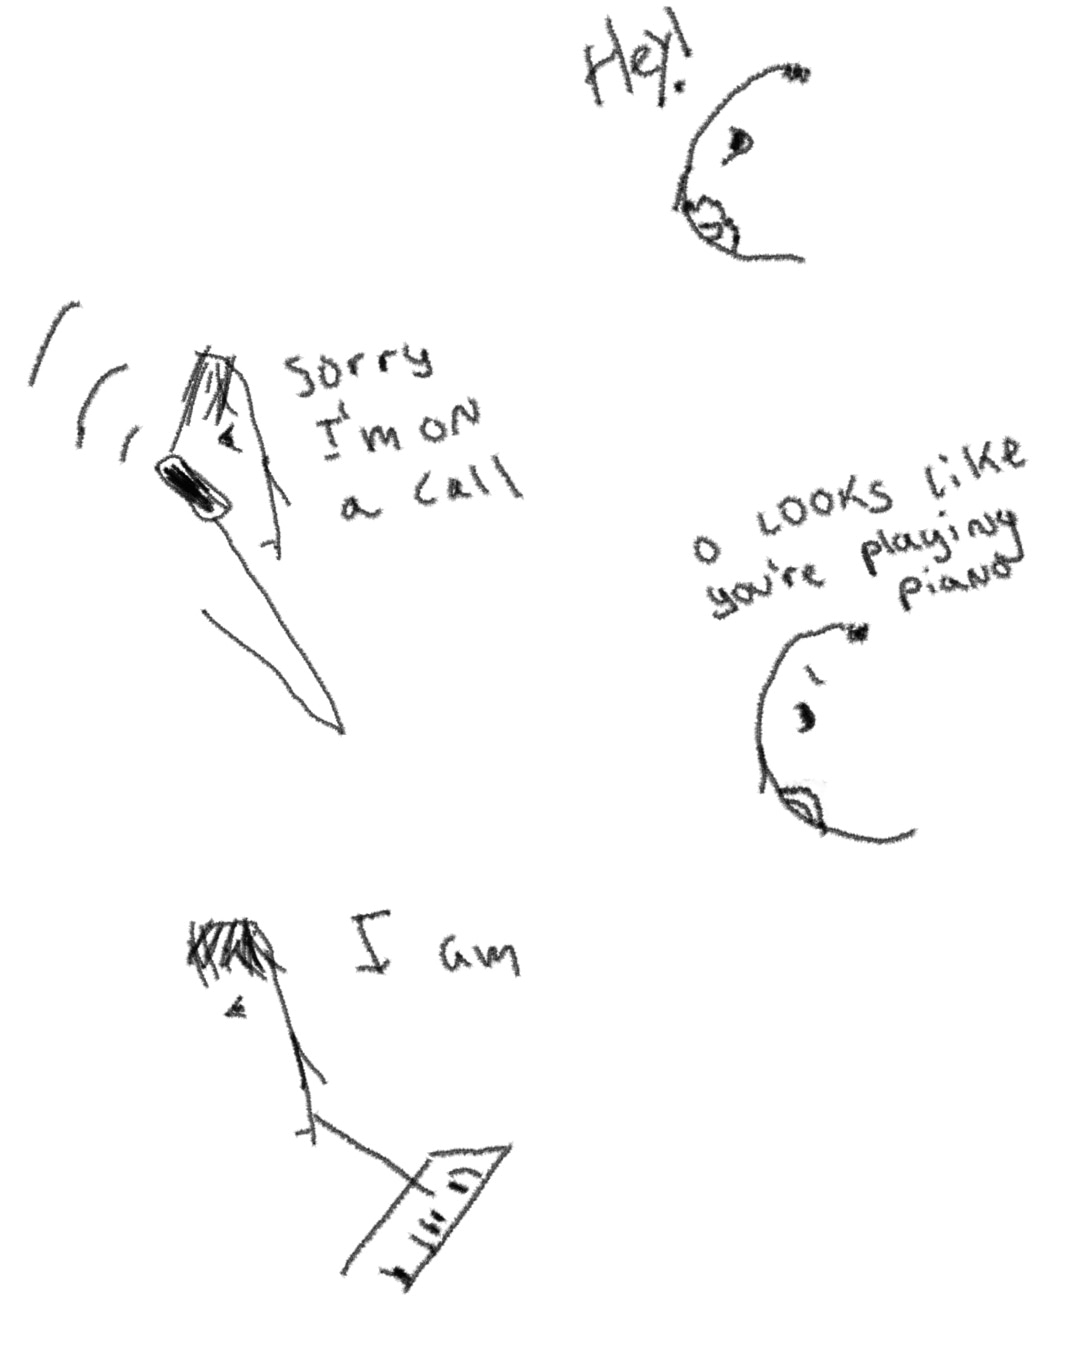 Hey!
Sorry
I'm on
a call
O LOOKS Like
you're playing
piano
I am